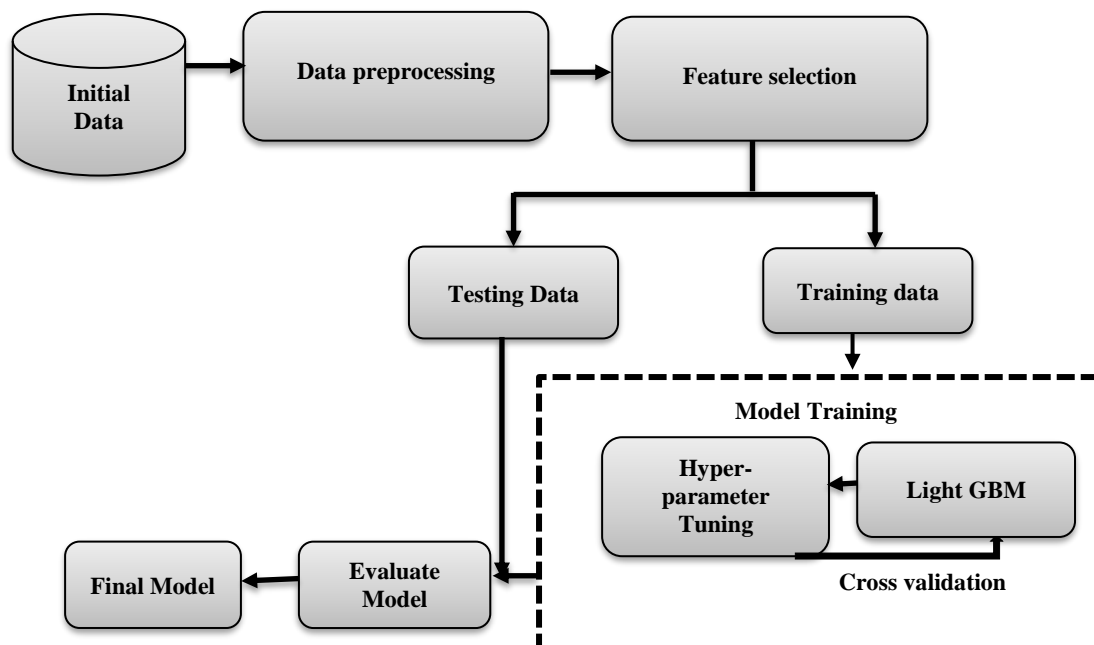 Initial
Data
Data preprocessing
Feature selection
Testing Data
Training data
Model Training
Hyper-
parameter
Tuning
Light GBM
Cross validation
Evaluate
Model
Final Model